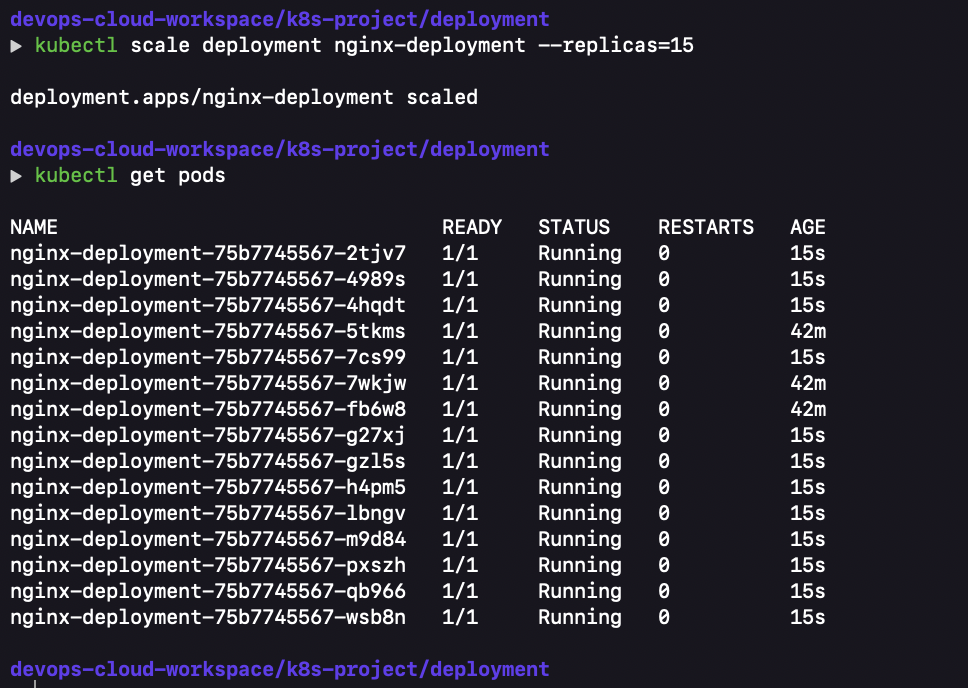 devops-cloud-workspace/k8s-project/deployment
▶ kubectl scale deployment nginx-deployment --replicas=15
deployment.apps/nginx-deployment scaled
devops-cloud-workspace/k8s-project/deployment
▶ kubectl get pods
NAME READY STATUS RESTARTS AGE
nginx-deployment-75b7745567-2tjv7 1/1 Running 0 15s
nginx-deployment-75b7745567-4989s 1/1 Running 0 15s
nginx-deployment-75b7745567-4hqdt 1/1 Running 0 15s
nginx-deployment-75b7745567-5tkms 1/1 Running 0 42m
nginx-deployment-75b7745567-7cs99 1/1 Running 0 15s
nginx-deployment-75b7745567-7wkjw 1/1 Running 0 42m
nginx-deployment-75b7745567-fb6w8 1/1 Running 0 42m
nginx-deployment-75b7745567-g27xj 1/1 Running 0 15s
nginx-deployment-75b7745567-gzl5s 1/1 Running 0 15s
nginx-deployment-75b7745567-h4pm5 1/1 Running 0 15s
nginx-deployment-75b7745567-lbngv 1/1 Running 0 15s
nginx-deployment-75b7745567-m9d84 1/1 Running 0 15s
nginx-deployment-75b7745567-pxszh 1/1 Running 0 15s
nginx-deployment-75b7745567-qb966 1/1 Running 0 15s
nginx-deployment-75b7745567-wsb8n 1/1 Running 0 15s
devops-cloud-workspace/k8s-project/deployment